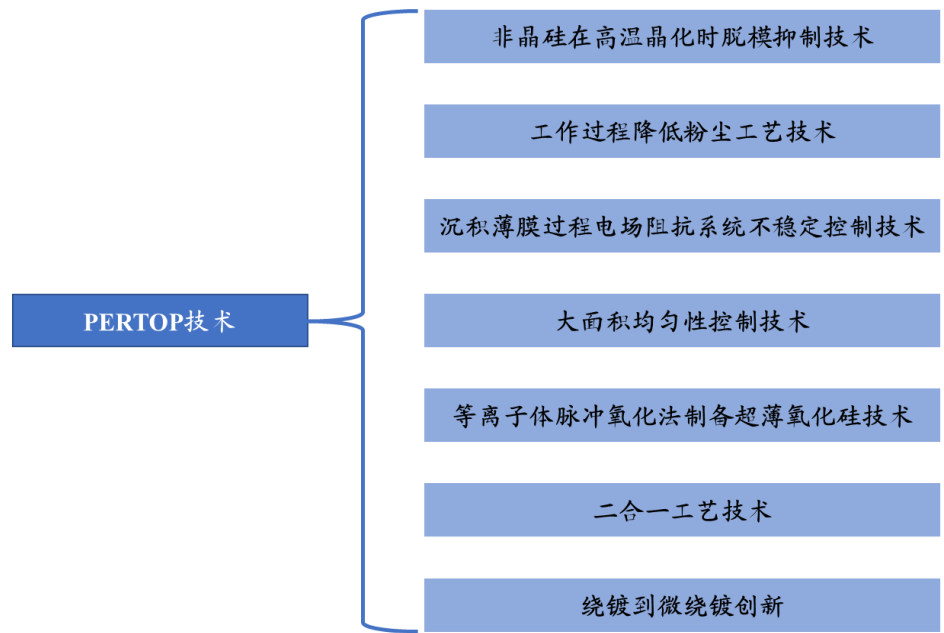 非晶硅在高温晶化时脱模抑制技术
工作过程降低粉尘工艺技术
沉积薄膜过程电场阻抗系统不稳定控制技术
PERTOP技术
大面积均匀性控制技术
等离子体脉冲氧化法制备超薄氧化硅技术
二合一工艺技术
绕镀到微绕镀创新